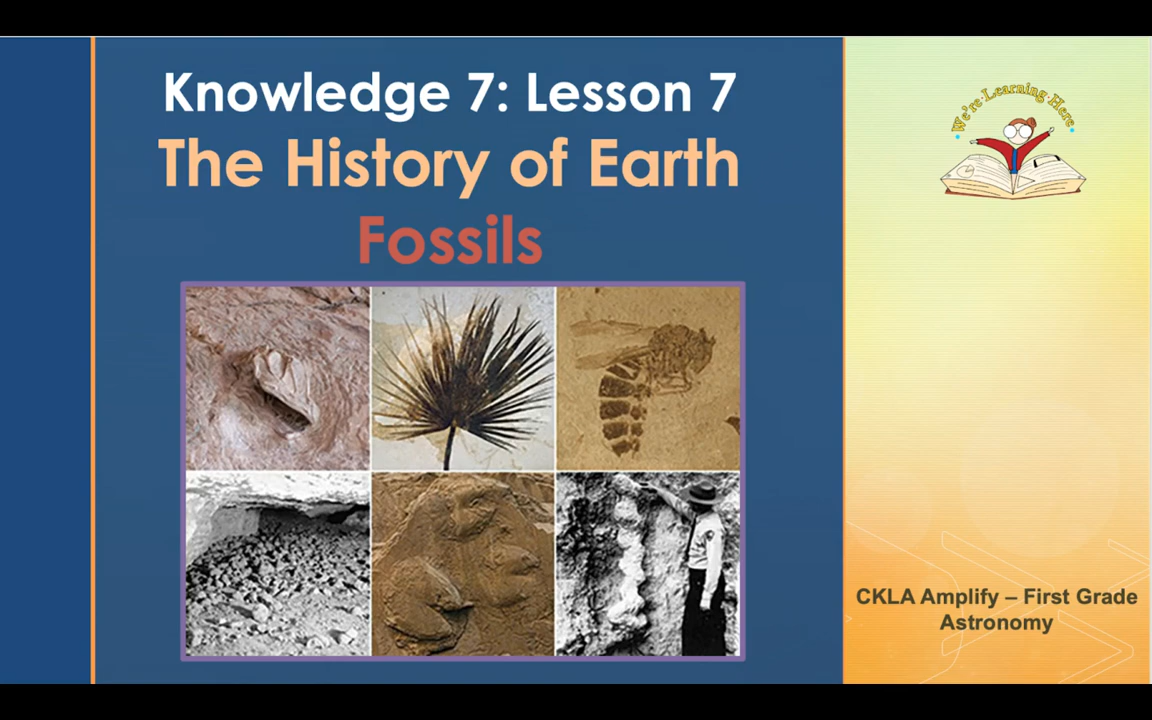 Knowledge 7: Lesson 7
The History of Earth
Fossils
We're Learning Here
CKLA Amplify – First Grade
Astronomy